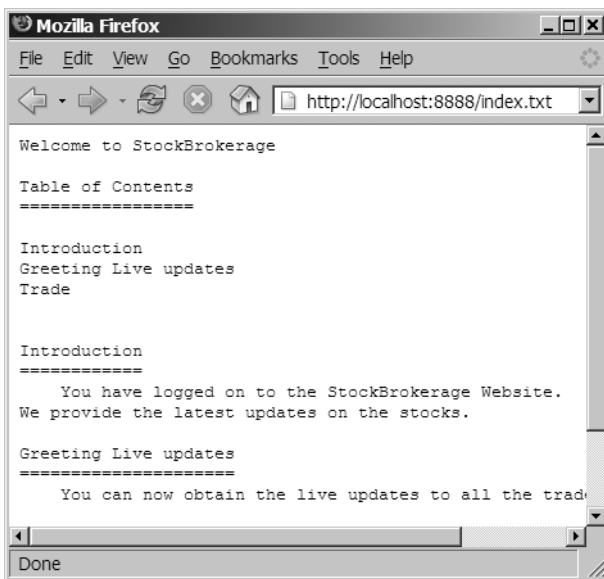 Mozilla Firefox
File Edit View Go Bookmarks Tools Help
http://localhost:8888/index.txt
Welcome to StockBrokerage
Table of Contents
=================
Introduction
Greeting Live updates
Trade
Introduction
============
You have logged on to the StockBrokerage Website.
We provide the latest updates on the stocks.
Greeting Live updates
=====================
You can now obtain the live updates to all the trad
Done